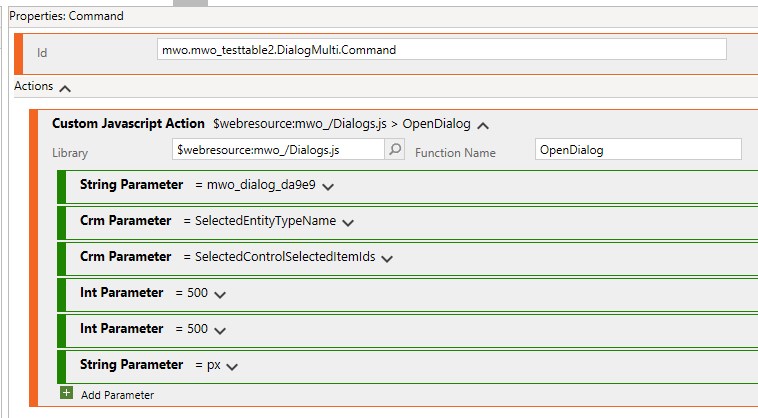 Properties: Command
Id mwo.mwo_testtable2.DialogMulti.Command
Actions
Custom Javascript Action $webresource:mwo_/Dialogs.js > OpenDialog
Library $webresource:mwo_/Dialogs.js Function Name OpenDialog
String Parameter = mwo_dialog_da9e9
Crm Parameter = SelectedEntityTypeName
Crm Parameter = SelectedControlSelectedItemIds
Int Parameter = 500
Int Parameter = 500
String Parameter = px
Add Parameter